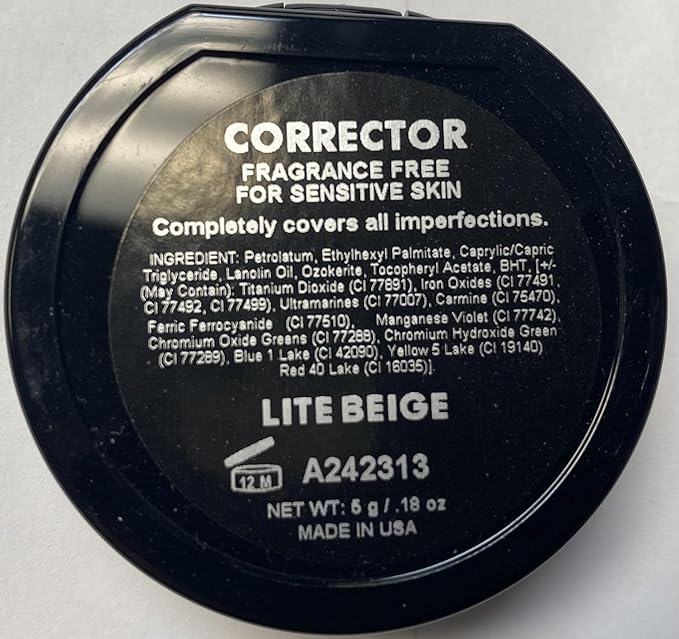 CORRECTOR
FRAGRANCE FREE
FOR SENSITIVE SKIN
Completely covers all imperfections.
INGREDIENT: Petrolatum, Ethylhexyl Palmitate, Caprylic/Capric
Triglyceride, Lanolin Oil, Ozokerite, Tocopheryl Acetate, BHT, [+/-
(May Contain): Titanium Dioxide (CI 77891), Iron Oxides (CI 77491,
CI 77492, CI 77499), Ultramarines (CI 77007), Carmine (CI 75470),
Ferric Ferrocyanide (CI 77510), Manganese Violet (CI 77742),
Chromium Oxide Greens (CI 77288), Chromium Hydroxide Green
(CI 77289), Blue 1 Lake (CI 42090), Yellow 5 Lake (CI 19140)
Red 40 Lake (CI 16035)].
LITE BEIGE
12 M
A242313
NET WT: 5 g / .18 oz
MADE IN USA